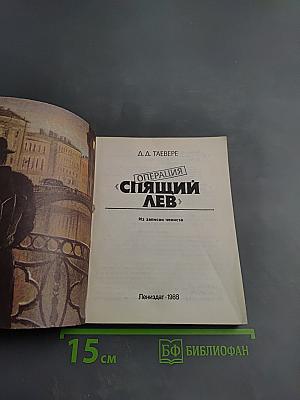 Д. Д. ТАЕВЕРЕ
ОПЕРАЦИЯ
«СПЯЩИЙ
ЛЕВ»
Из записок чекиста
Лениздат·1988
15 см
БФ БИБЛИОФАН